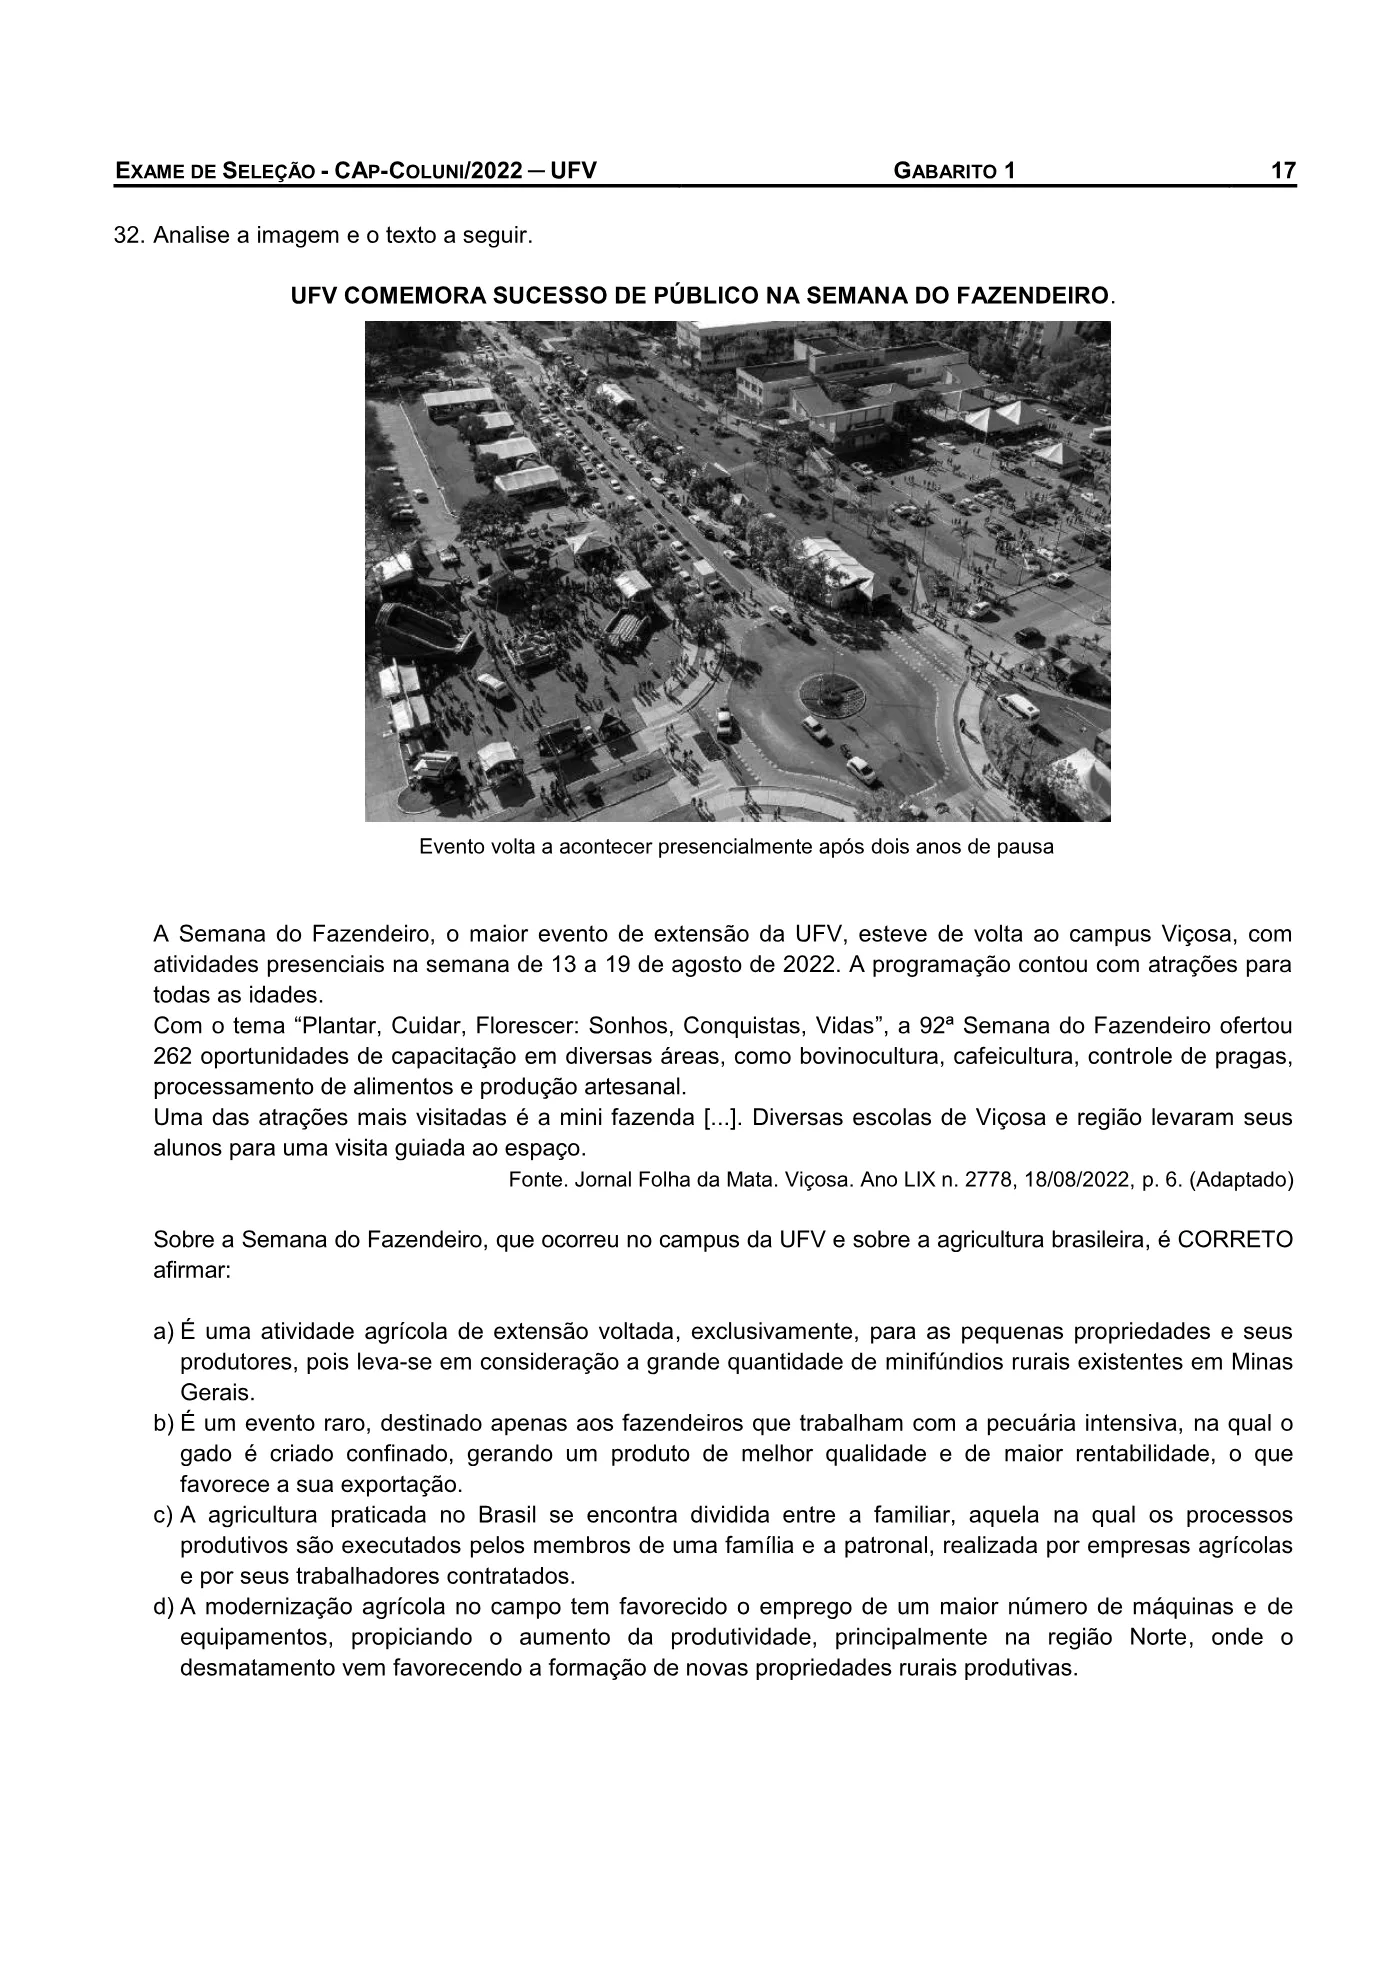 EXAME DE SELEÇÃO - CAP-COLUNI/2022 ─ UFV GABARITO 1 17
32. Analise a imagem e o texto a seguir.
UFV COMEMORA SUCESSO DE PÚBLICO NA SEMANA DO FAZENDEIRO.
Evento volta a acontecer presencialmente após dois anos de pausa
A Semana do Fazendeiro, o maior evento de extensão da UFV, esteve de volta ao campus Viçosa, com
atividades presenciais na semana de 13 a 19 de agosto de 2022. A programação contou com atrações para
todas as idades.
Com o tema “Plantar, Cuidar, Florescer: Sonhos, Conquistas, Vidas”, a 92ª Semana do Fazendeiro ofertou
262 oportunidades de capacitação em diversas áreas, como bovinocultura, cafeicultura, controle de pragas,
processamento de alimentos e produção artesanal.
Uma das atrações mais visitadas é a mini fazenda [...]. Diversas escolas de Viçosa e região levaram seus
alunos para uma visita guiada ao espaço.
Fonte. Jornal Folha da Mata. Viçosa. Ano LIX n. 2778, 18/08/2022, p. 6. (Adaptado)
Sobre a Semana do Fazendeiro, que ocorreu no campus da UFV e sobre a agricultura brasileira, é CORRETO
afirmar:
a) É uma atividade agrícola de extensão voltada, exclusivamente, para as pequenas propriedades e seus
produtores, pois leva-se em consideração a grande quantidade de minifúndios rurais existentes em Minas
Gerais.
b) É um evento raro, destinado apenas aos fazendeiros que trabalham com a pecuária intensiva, na qual o
gado é criado confinado, gerando um produto de melhor qualidade e de maior rentabilidade, o que
favorece a sua exportação.
c) A agricultura praticada no Brasil se encontra dividida entre a familiar, aquela na qual os processos
produtivos são executados pelos membros de uma família e a patronal, realizada por empresas agrícolas
e por seus trabalhadores contratados.
d) A modernização agrícola no campo tem favorecido o emprego de um maior número de máquinas e de
equipamentos, propiciando o aumento da produtividade, principalmente na região Norte, onde o
desmatamento vem favorecendo a formação de novas propriedades rurais produtivas.